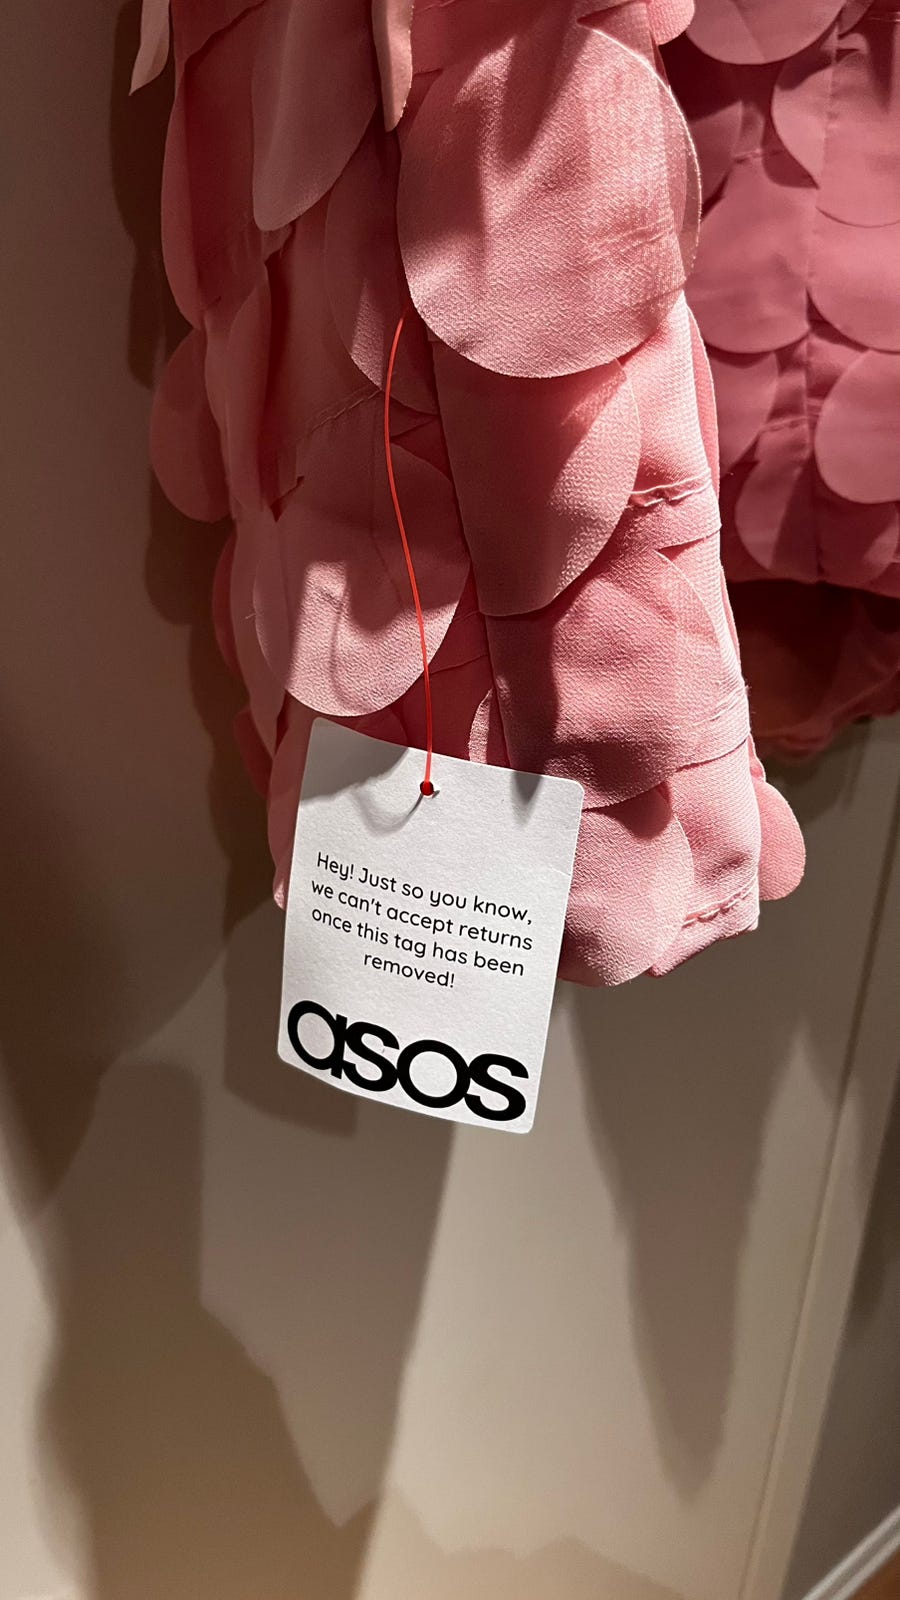 Hey! Just so you know,
we can't accept returns
once this tag has been
removed!
asos